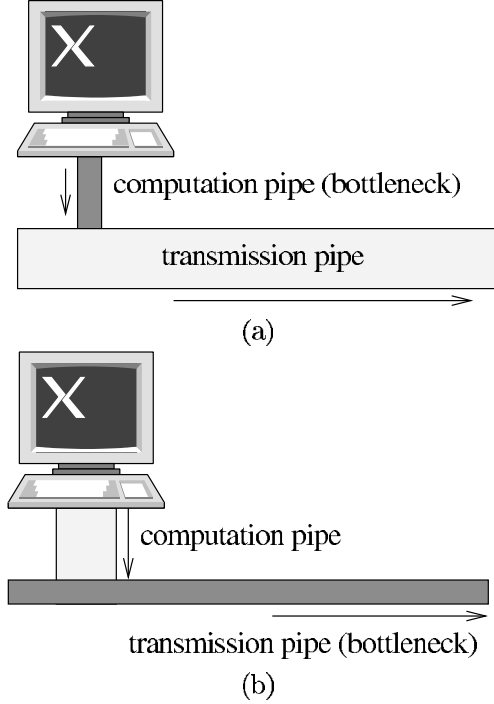 X
computation pipe (bottleneck)
transmission pipe
(a)
X
computation pipe
transmission pipe (bottleneck)
(b)